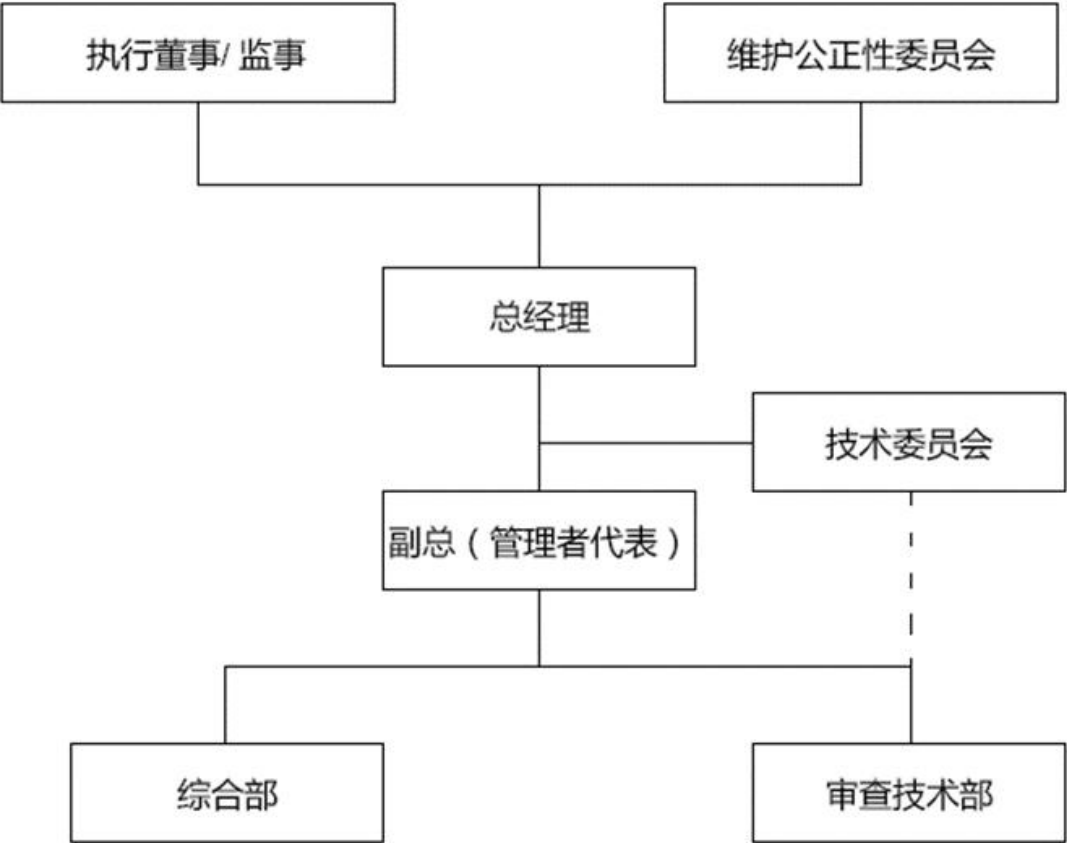 执行董事/ 监事
维护公正性委员会
总经理
技术委员会
副总（管理者代表）
综合部
审查技术部